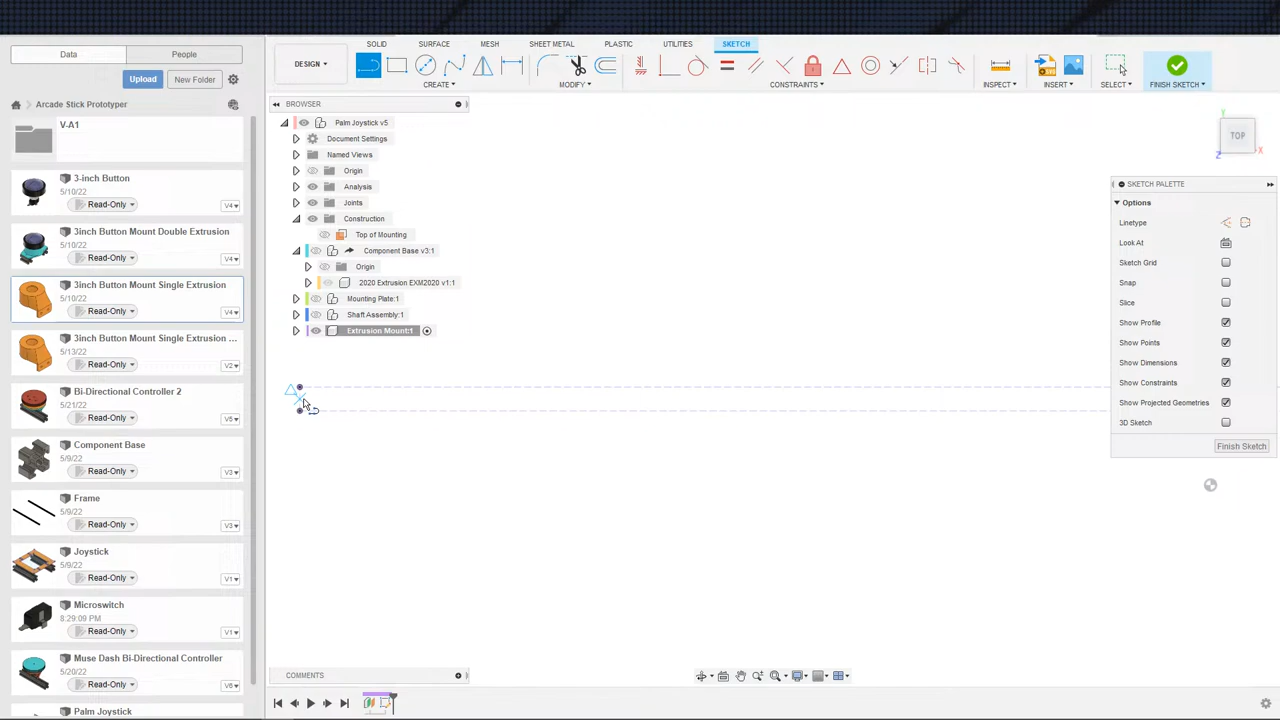 SOLID SURFACE MESH SHEET METAL PLASTIC UTILITIES SKETCH
Data People
DESIGN
Upload New Folder
CREATE MODIFY CONSTRAINTS INSPECT INSERT SELECT FINISH SKETCH
Arcade Stick Prototyper
V-A1
3-inch Button
5/10/22
Read-Only V4
3inch Button Mount Double Extrusion
5/10/22
Read-Only V4
3inch Button Mount Single Extrusion
5/10/22
Read-Only V4
3inch Button Mount Single Extrusion ...
5/13/22
Read-Only V2
Bi-Directional Controller 2
5/21/22
Read-Only
Component Base
5/9/22
Read-Only V3
Frame
5/9/22
Read-Only V3
Joystick
5/9/22
Read-Only V1
Microswitch
8:29:09 PM
Read-Only V1
Muse Dash Bi-Directional Controller
5/22/22
Read-Only
Palm Joystick
BROWSER
Palm Joystick v5
Document Settings
Named Views
Origin
Analysis
Joints
Construction
Top of Mounting
Component Base v3:1
Origin
2020 Extrusion EXM2020 v1:1
Mounting Plate:1
Shaft Assembly:1
Extrusion Mount:1
Y
TOP
Z X
SKETCH PALETTE
Options
Linetype
Look At
Sketch Grid
Snap
Slice
Show Profile
Show Points
Show Dimensions
Show Constraints
Show Projected Geometries
3D Sketch
Finish Sketch
COMMENTS